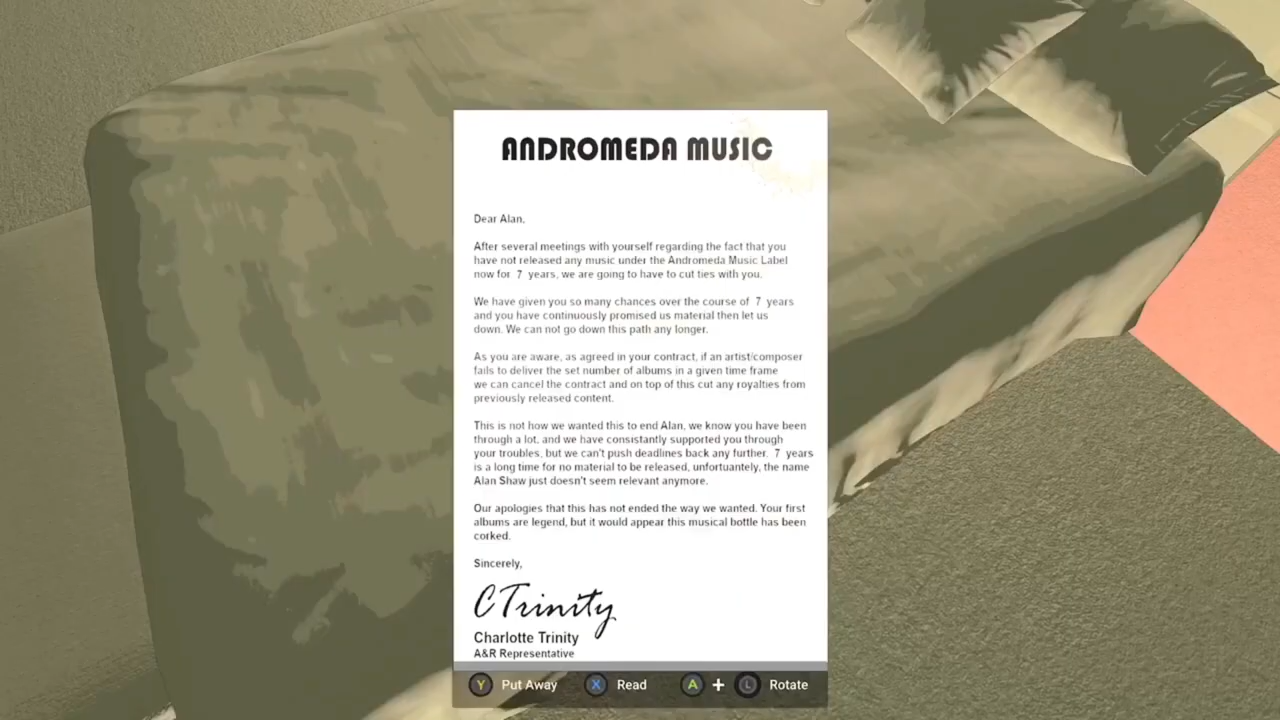 ANDROMEDA MUSIC
Dear Alan,
After several meetings with yourself regarding the fact that you
have not released any music under the Andromeda Music Label
now for 7 years, we are going to have to cut ties with you.
We have given you so many chances over the course of 7 years
and you have continuously promised us material then let us
down. We can not go down this path any longer.
As you are aware, as agreed in your contract, if an artist/composer
fails to deliver the set number of albums in a given time frame
we can cancel the contract and on top of this cut any royalties from
previously released content.
This is not how we wanted this to end Alan, we know you have been
through a lot, and we have consistantly supported you through
your troubles, but we can't push deadlines back any further. 7 years
is a long time for no material to be released, unfortuantely, the name
Alan Shaw just doesn't seem relevant anymore.
Our apologies that this has not ended the way we wanted. Your first
albums are legend, but it would appear this musical bottle has been
corked.
Sincerely,
CTrinity
Charlotte Trinity
A&R Representative
Y Put Away X Read A + L Rotate